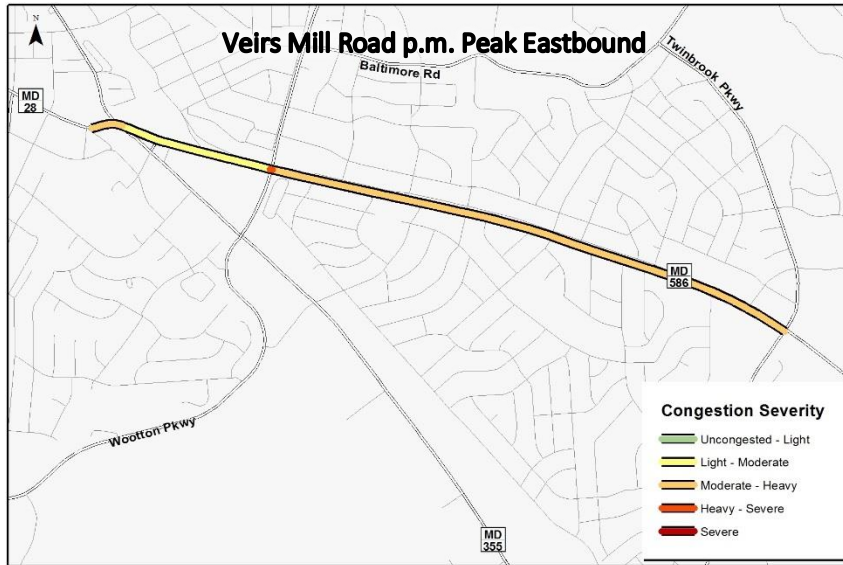 N
Veirs Mill Road p.m. Peak Eastbound
Baltimore Rd
Twinbrook Pkwy
MD
28
MD
586
Wootton Pkwy
MD
355
Congestion Severity
Uncongested - Light
Light - Moderate
Moderate - Heavy
Heavy - Severe
Severe